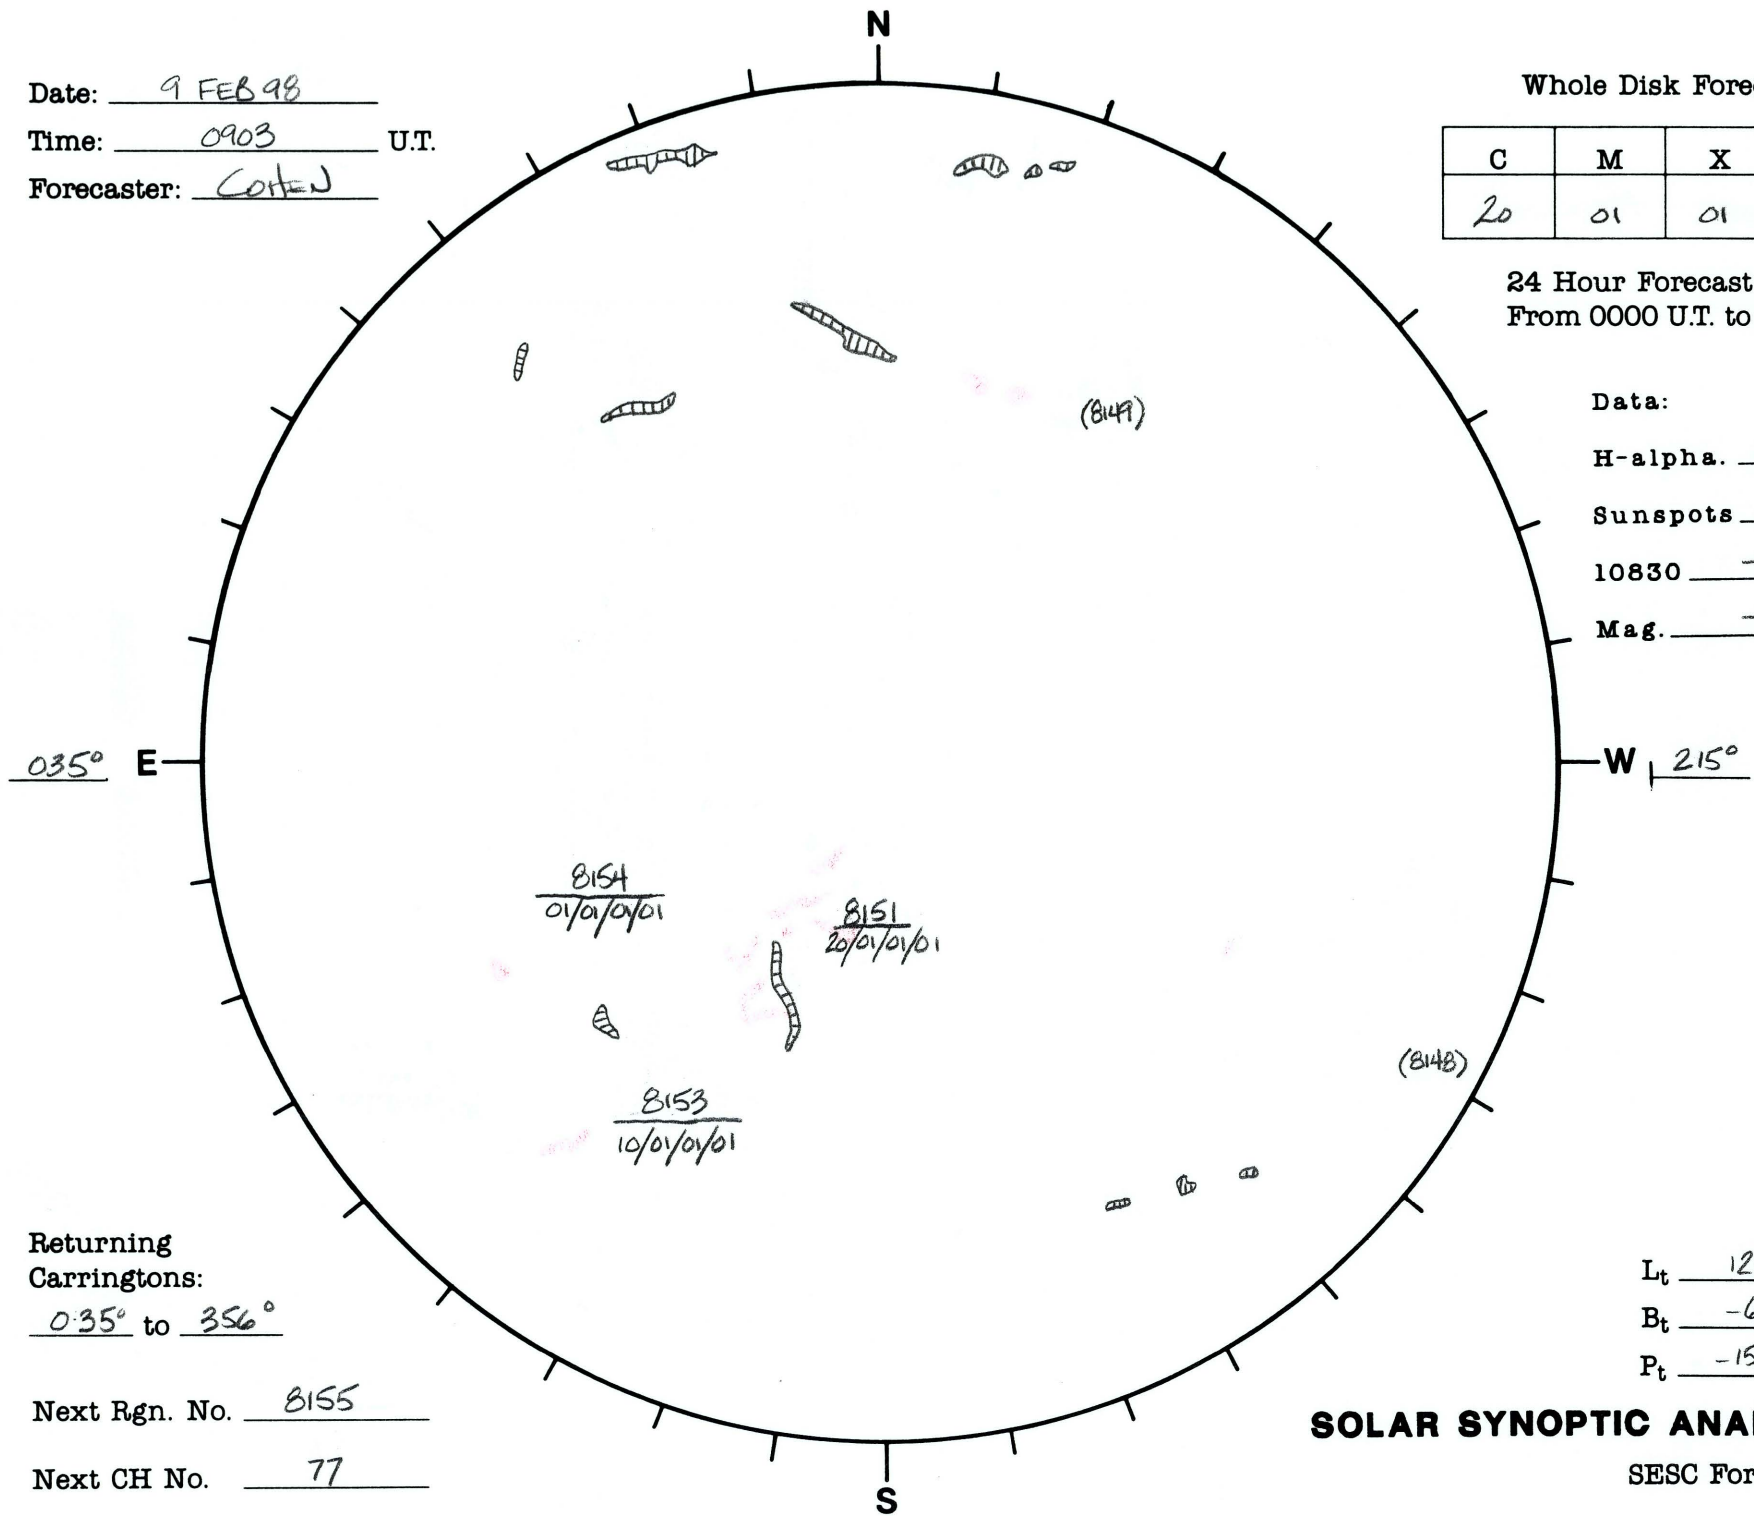 N
Date: 9 FEB 98
Time: 0903 U.T.
Forecaster: COHEN
Whole Disk Fore
C M X
20 01 01
24 Hour Forecast
From 0000 U.T. to
(8149)
Data:
H-alpha.
Sunspots
10830
Mag.
035° E
W 215°
8154
01/01/01/01
8151
20/01/01/01
(8148)
8153
10/01/01/01
Returning
Carringtons:
035° to 356°
Lt 12
Bt -6
Pt -15
Next Rgn. No. 8155
SOLAR SYNOPTIC ANA
Next CH No. 77
SESC For
S